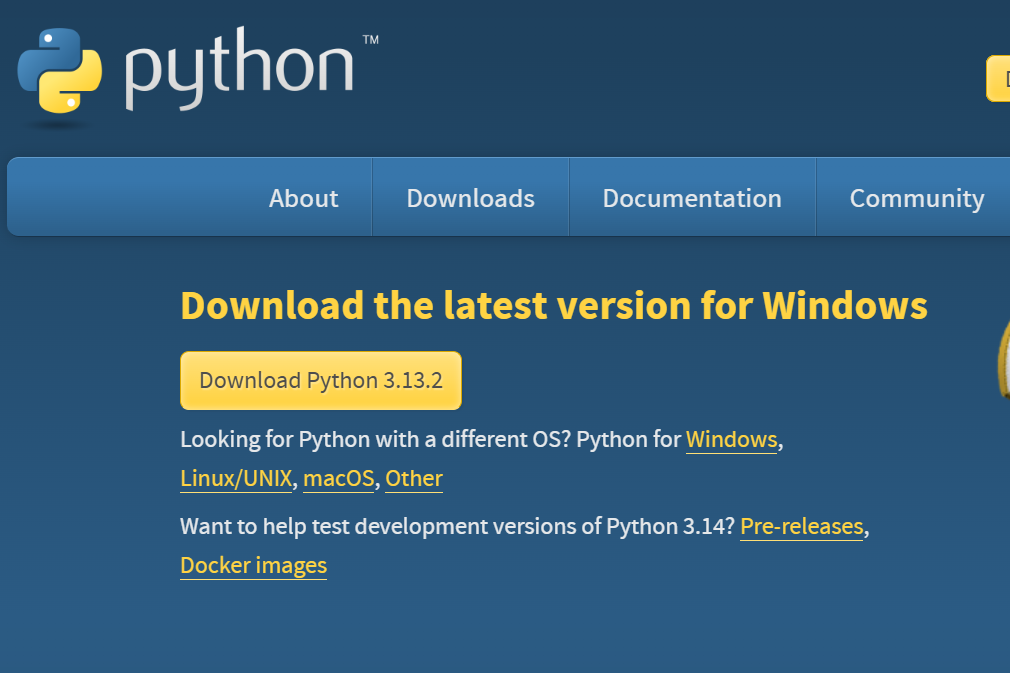 python™
About Downloads Documentation Community
Download the latest version for Windows
Download Python 3.13.2
Looking for Python with a different OS? Python for Windows,
Linux/UNIX, macOS, Other
Want to help test development versions of Python 3.14? Pre-releases,
Docker images